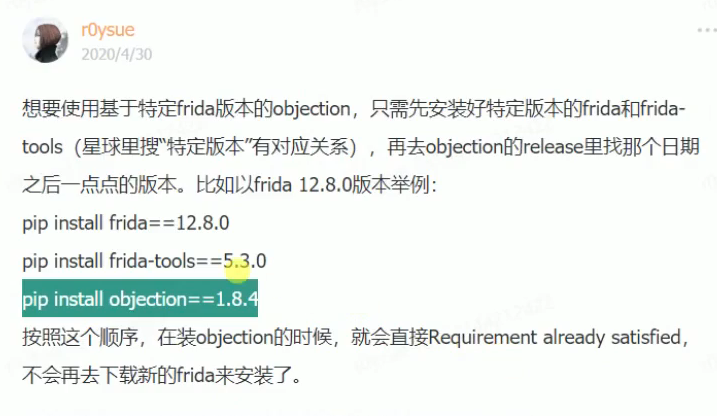 r0ysue
2020/4/30
想要使用基于特定frida版本的objection，只需先安装好特定版本的frida和frida-
tools（星球里搜“特定版本”有对应关系），再去objection的release里找那个日期
之后一点点的版本。比如以frida 12.8.0版本举例：
pip install frida==12.8.0
pip install frida-tools==5.3.0
pip install objection==1.8.4
按照这个顺序，在装objection的时候，就会直接Requirement already satisfied，
不会再去下载新的frida来安装了。